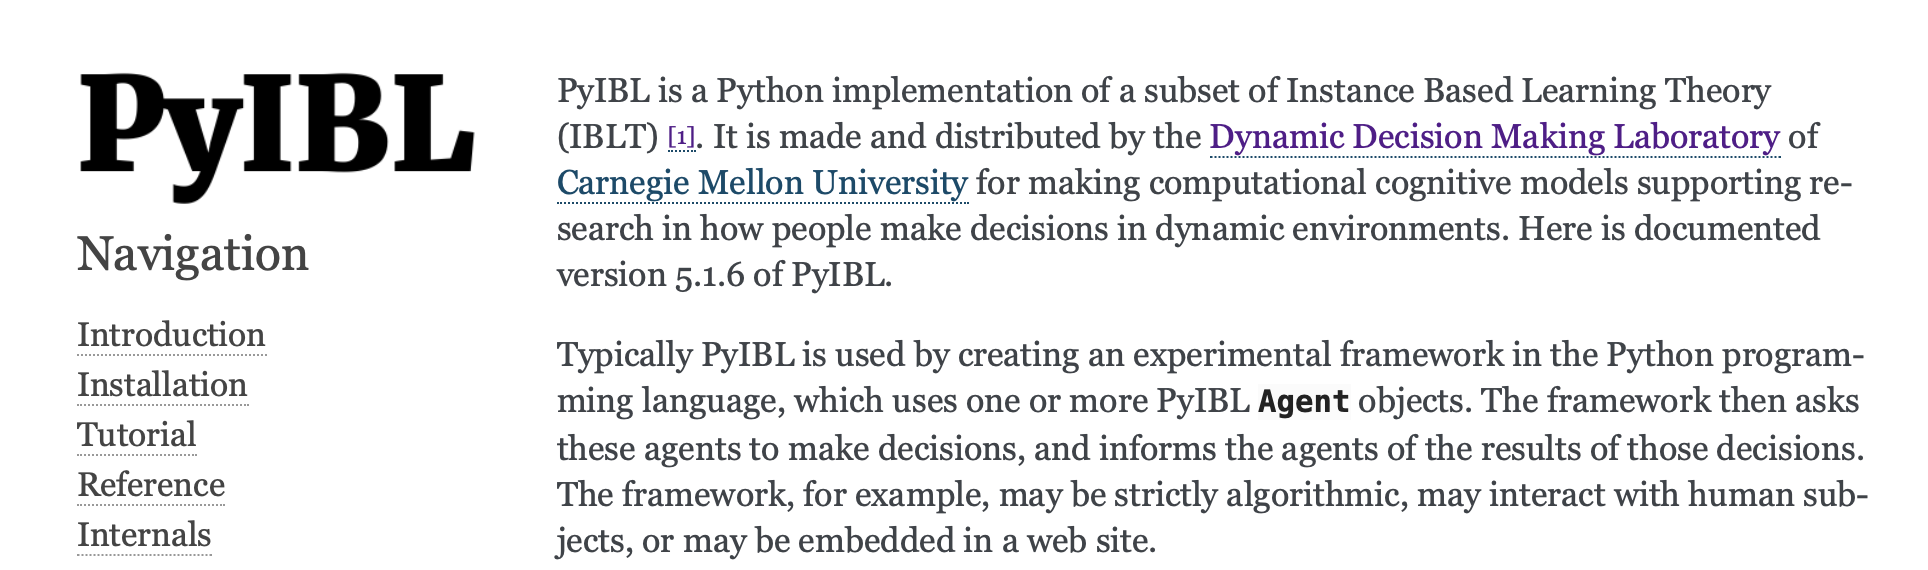 PyIBL
Navigation
Introduction
Installation
Tutorial
Reference
Internals
PyIBL is a Python implementation of a subset of Instance Based Learning Theory
(IBLT) [1]. It is made and distributed by the Dynamic Decision Making Laboratory of
Carnegie Mellon University for making computational cognitive models supporting re-
search in how people make decisions in dynamic environments. Here is documented
version 5.1.6 of PyIBL.
Typically PyIBL is used by creating an experimental framework in the Python program-
ming language, which uses one or more PyIBL Agent objects. The framework then asks
these agents to make decisions, and informs the agents of the results of those decisions.
The framework, for example, may be strictly algorithmic, may interact with human sub-
jects, or may be embedded in a web site.